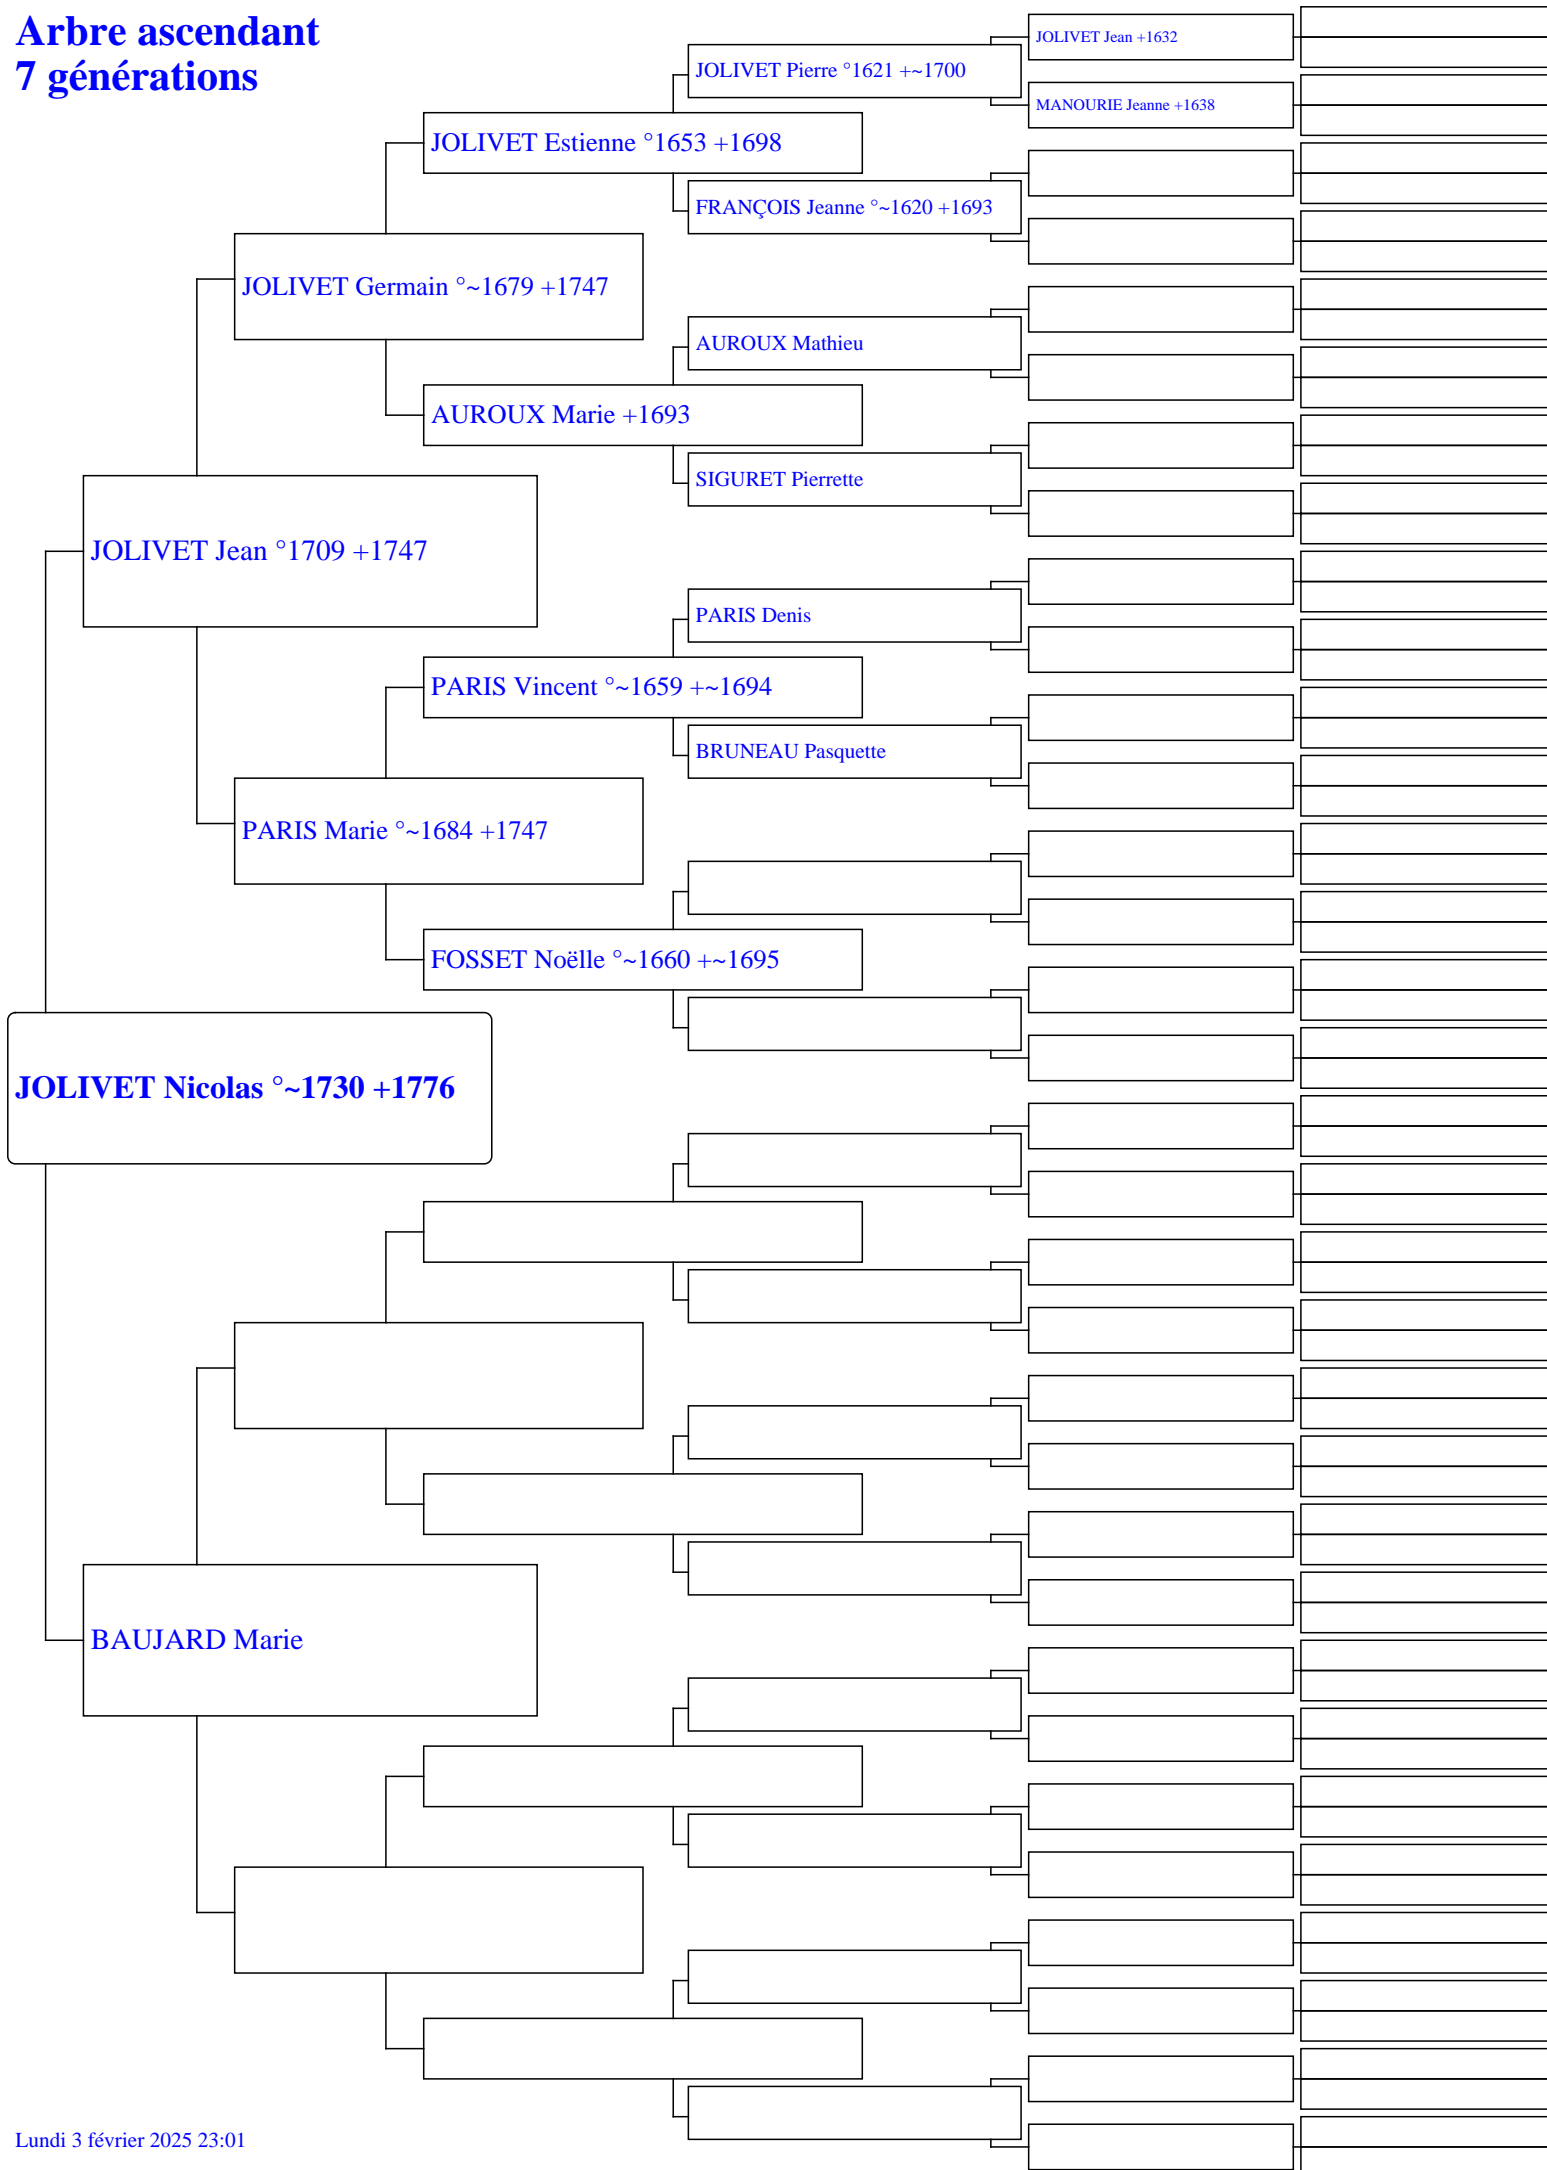 Arbre ascendant
7 générations
JOLIVET Jean +1632
JOLIVET Pierre °1621 +~1700
MANOURIE Jeanne +1638
JOLIVET Estienne °1653 +1698
FRANÇOIS Jeanne °~1620 +1693
JOLIVET Germain °~1679 +1747
AUROUX Mathieu
AUROUX Marie +1693
SIGURET Pierrette
JOLIVET Jean °1709 +1747
PARIS Denis
PARIS Vincent °~1659 +~1694
BRUNEAU Pasquette
PARIS Marie °~1684 +1747
FOSSET Noëlle °~1660 +~1695
JOLIVET Nicolas °~1730 +1776
BAUJARD Marie
Lundi 3 février 2025 23:01